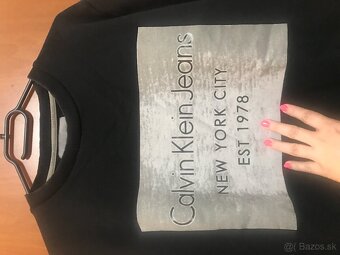 Calvin Klein Jeans
NEW YORK CITY
EST 1978
@( Bazos.sk